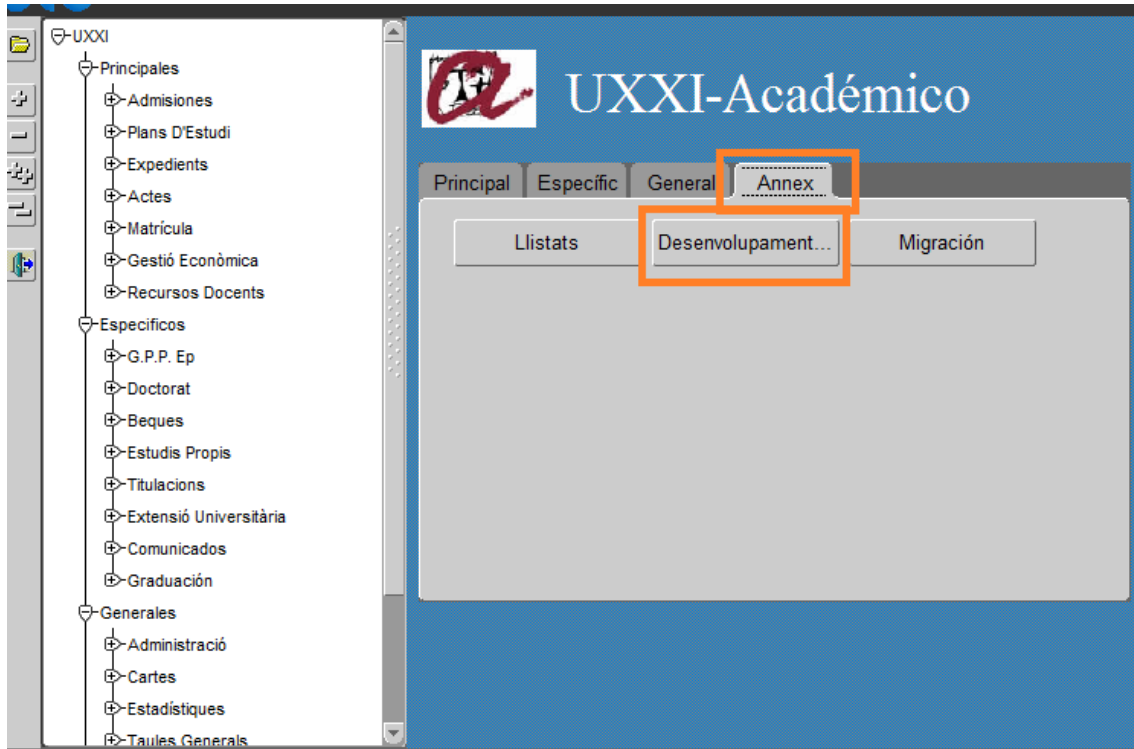 UXXI
Principales
Admisiones
Plans D'Estudi
Expedients
Actes
Matrícula
Gestió Econòmica
Recursos Docents
Especificos
G.P.P. Ep
Doctorat
Beques
Estudis Propis
Titulacions
Extensió Universitària
Comunicados
Graduación
Generales
Administració
Cartes
Estadístiques
Taules Generals
UXXI-Académico
Principal Específic General Annex
Llistats Desenvolupament... Migración